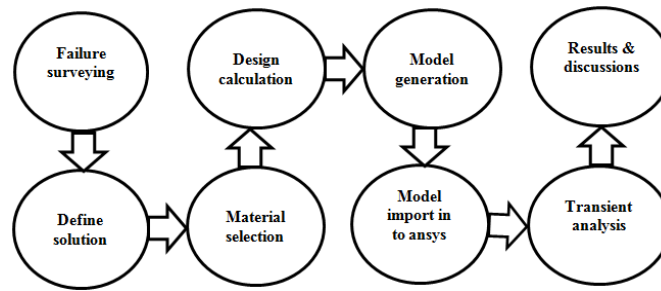 Failure
surveying
Define
solution
Material
selection
Design
calculation
Model
generation
Model
import in
to ansys
Transient
analysis
Results &
discussions